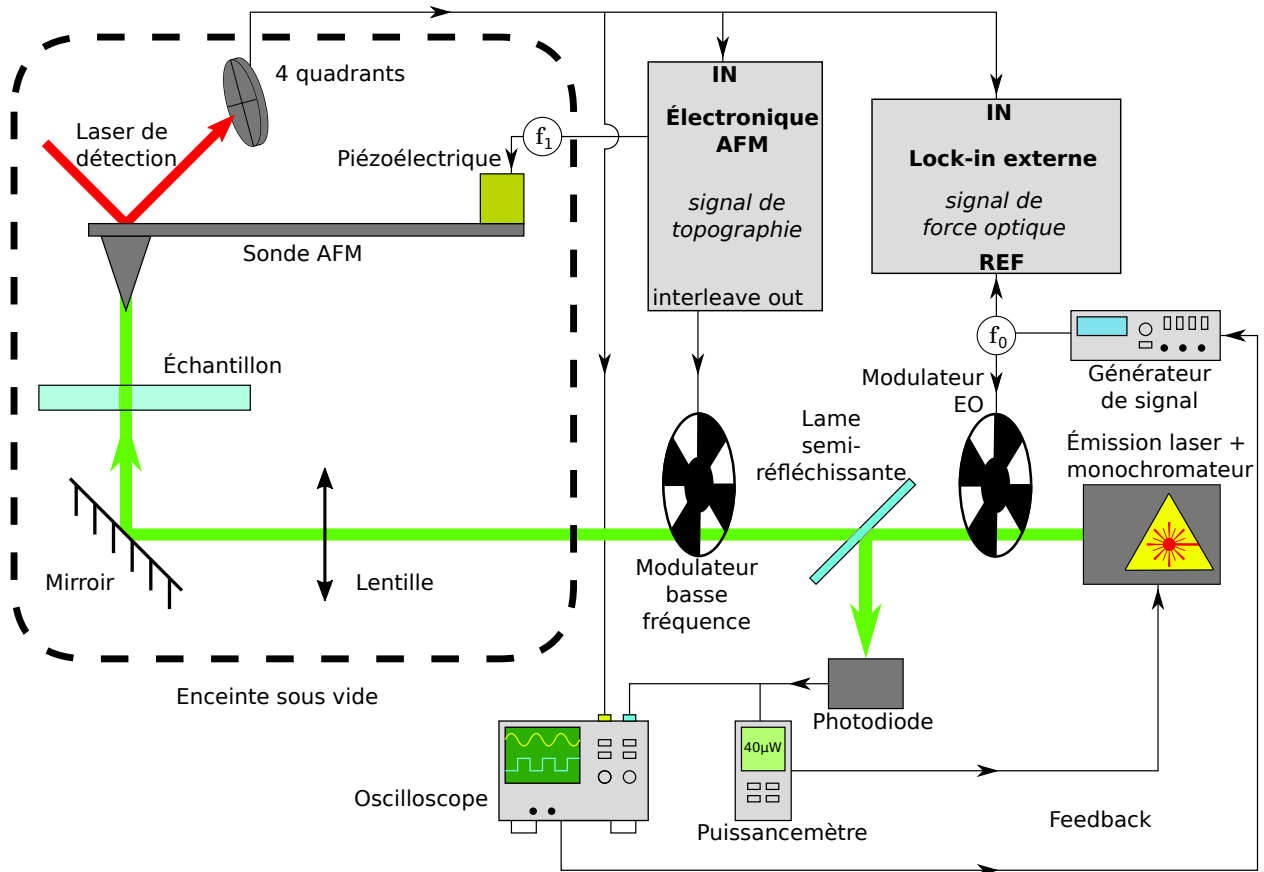 4 quadrants
Laser de
détection
Piézoélectrique
f1
Sonde AFM
Échantillon
Mirroir
Lentille
Enceinte sous vide
IN
Électronique
AFM
signal de
topographie
interleave out
IN
Lock-in externe
signal de
force optique
REF
f0
Générateur
de signal
Modulateur
EO
Lame
semi-
réfléchissante
Émission laser +
monochromateur
Modulateur
basse
fréquence
Photodiode
40µW
Oscilloscope
Puissancemètre
Feedback